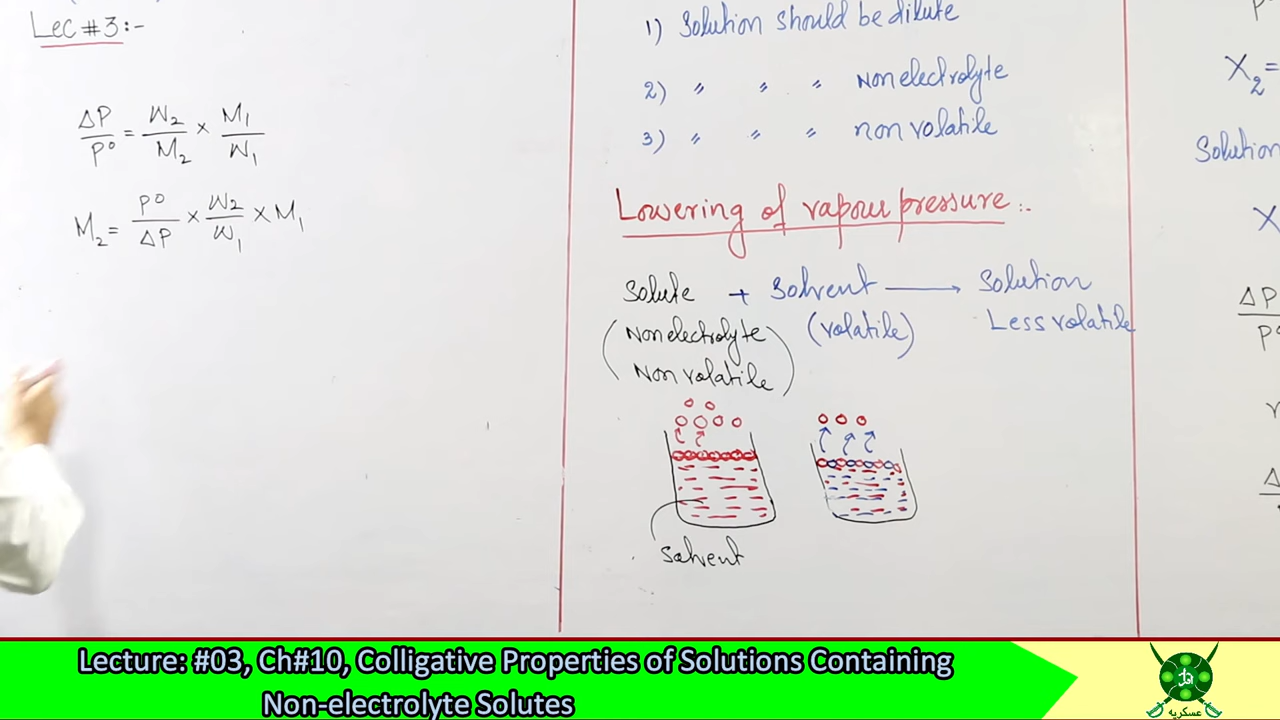 Lec # 3:-
ΔP/P° = W₂/M₂ × M₁/W₁
M₂ = P°/ΔP × W₂/W₁ × M₁
1) Solution should be dilute
2) " " " Nonelectrolyte
3) " " " non volatile
Lowering of vapour pressure:-
Solute + Solvent → Solution
(Nonelectrolyte (volatile) Less volatile
Non volatile)
Solvent
X₂ =
Solution
X
ΔP
P°
Δ
Lecture: #03, Ch#10, Colligative Properties of Solutions Containing
Non-electrolyte Solutes
عسکریہ